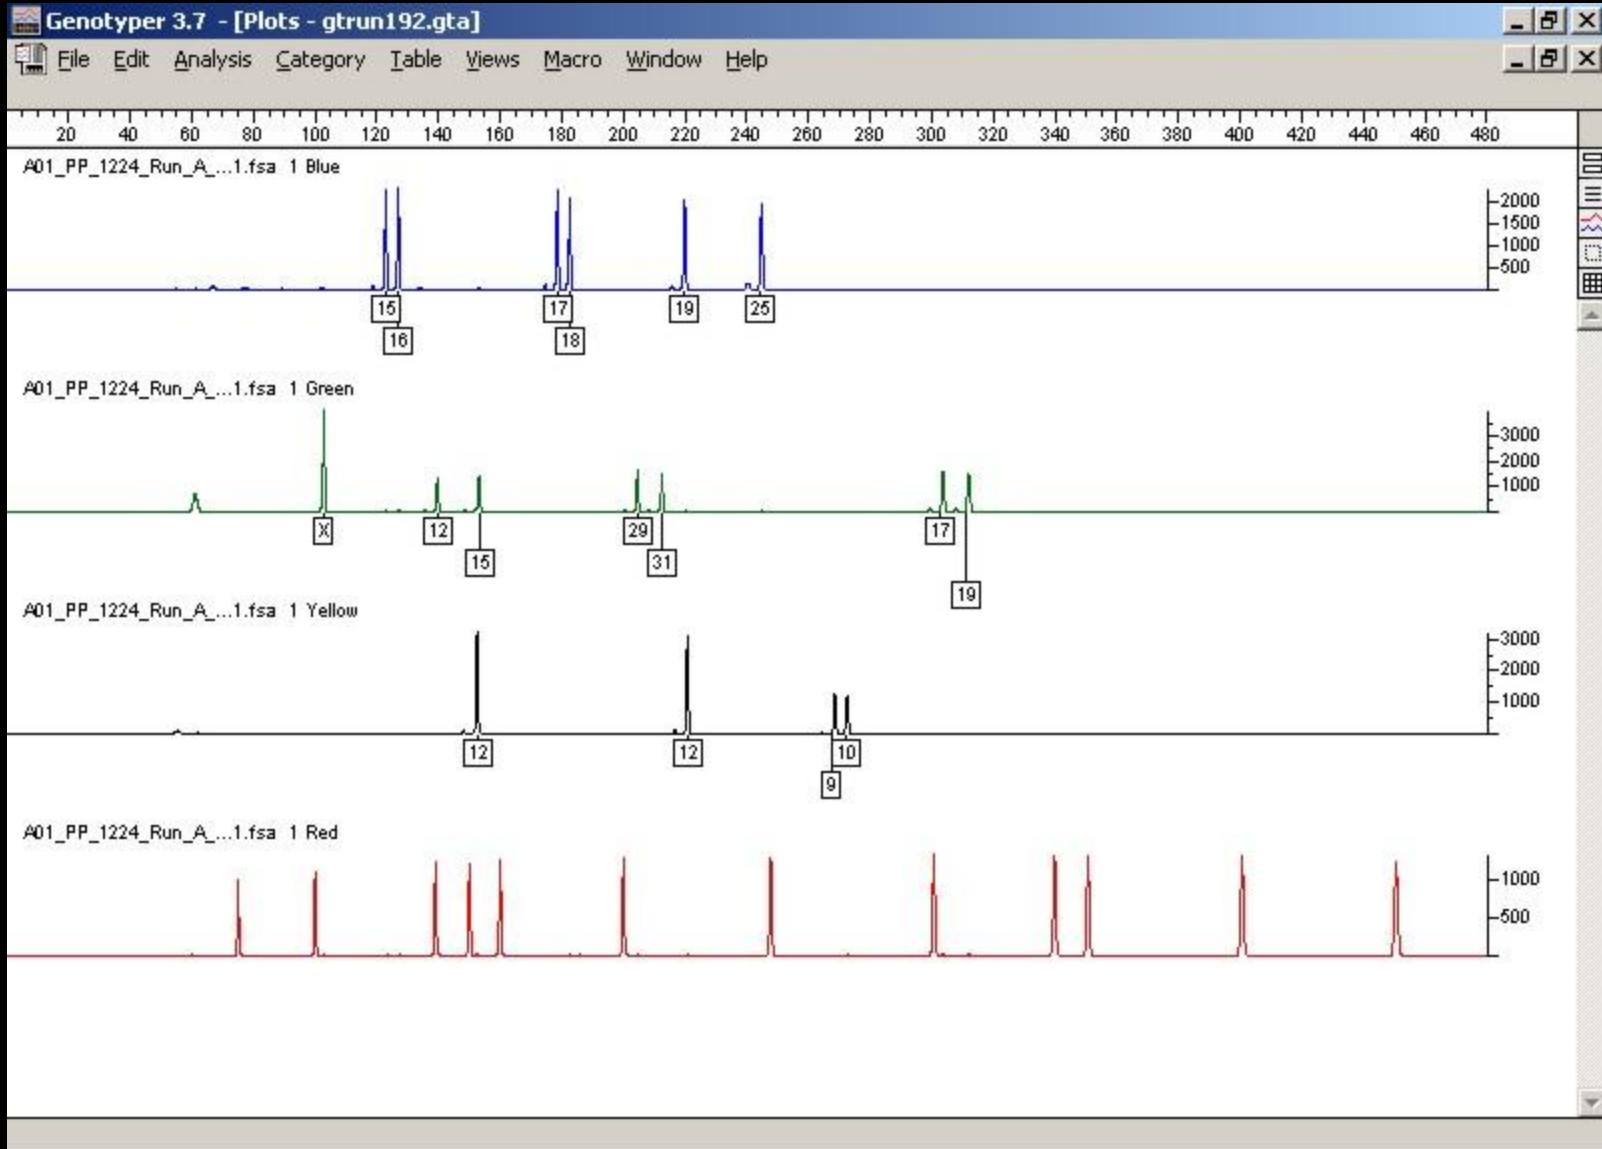 Genotyper 3.7 - [Plots - gtrun192.gta]
File Edit Analysis Category Table Views Macro Window Help
20 40 60 80 100 120 140 160 180 200 220 240 260 280 300 320 340 360 380 400 420 440 460 480
A01_PP_1224_Run_A_...1.fsa 1 Blue
2000
1500
1000
500
15 17 19 25
16 18
A01_PP_1224_Run_A_...1.fsa 1 Green
3000
2000
1000
X 12 29 17
15 31
19
A01_PP_1224_Run_A_...1.fsa 1 Yellow
3000
2000
1000
12 12 10
9
A01_PP_1224_Run_A_...1.fsa 1 Red
1000
500